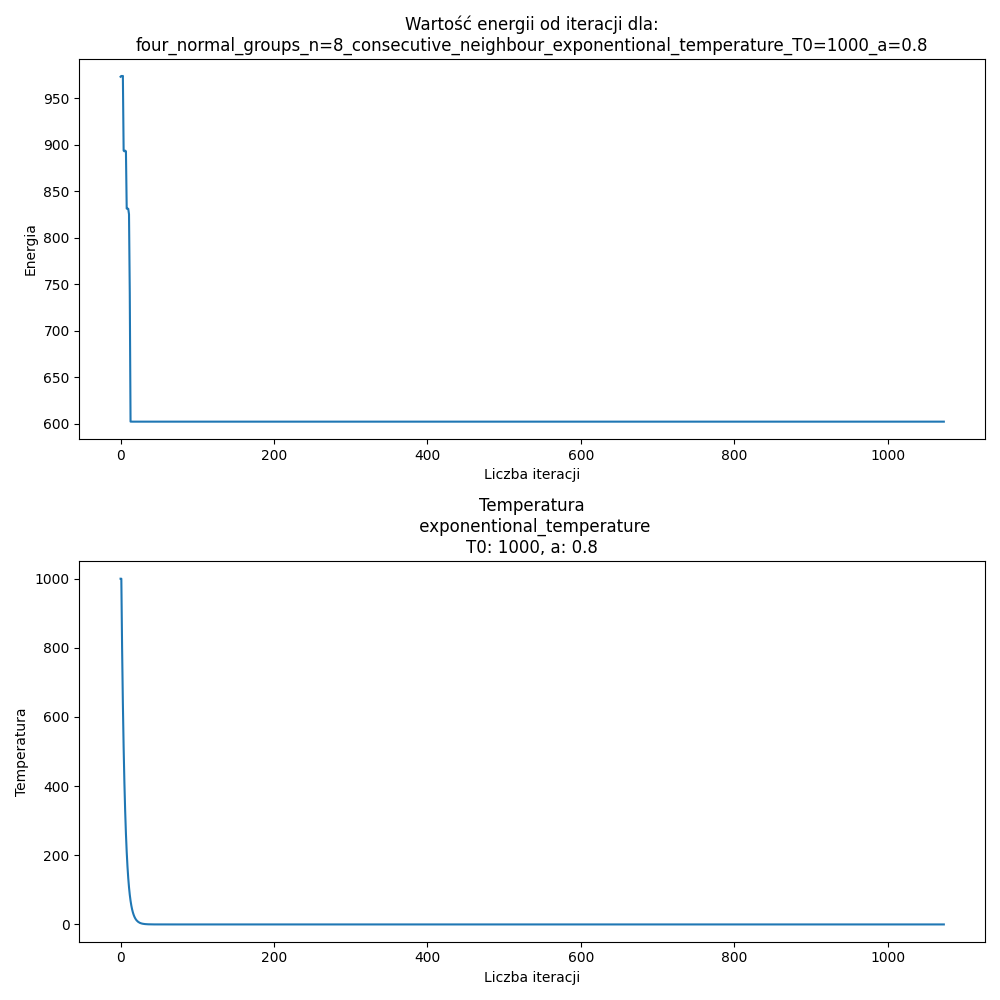 Wartość energii od iteracji dla:
four_normal_groups_n=8_consecutive_neighbour_exponentional_temperature_T0=1000_a=0.8
950
900
850
800
750
700
650
600
Energia
0 200 400 600 800 1000
Liczba iteracji
Temperatura
exponentional_temperature
T0: 1000, a: 0.8
1000
800
600
400
200
0
Temperatura
0 200 400 600 800 1000
Liczba iteracji